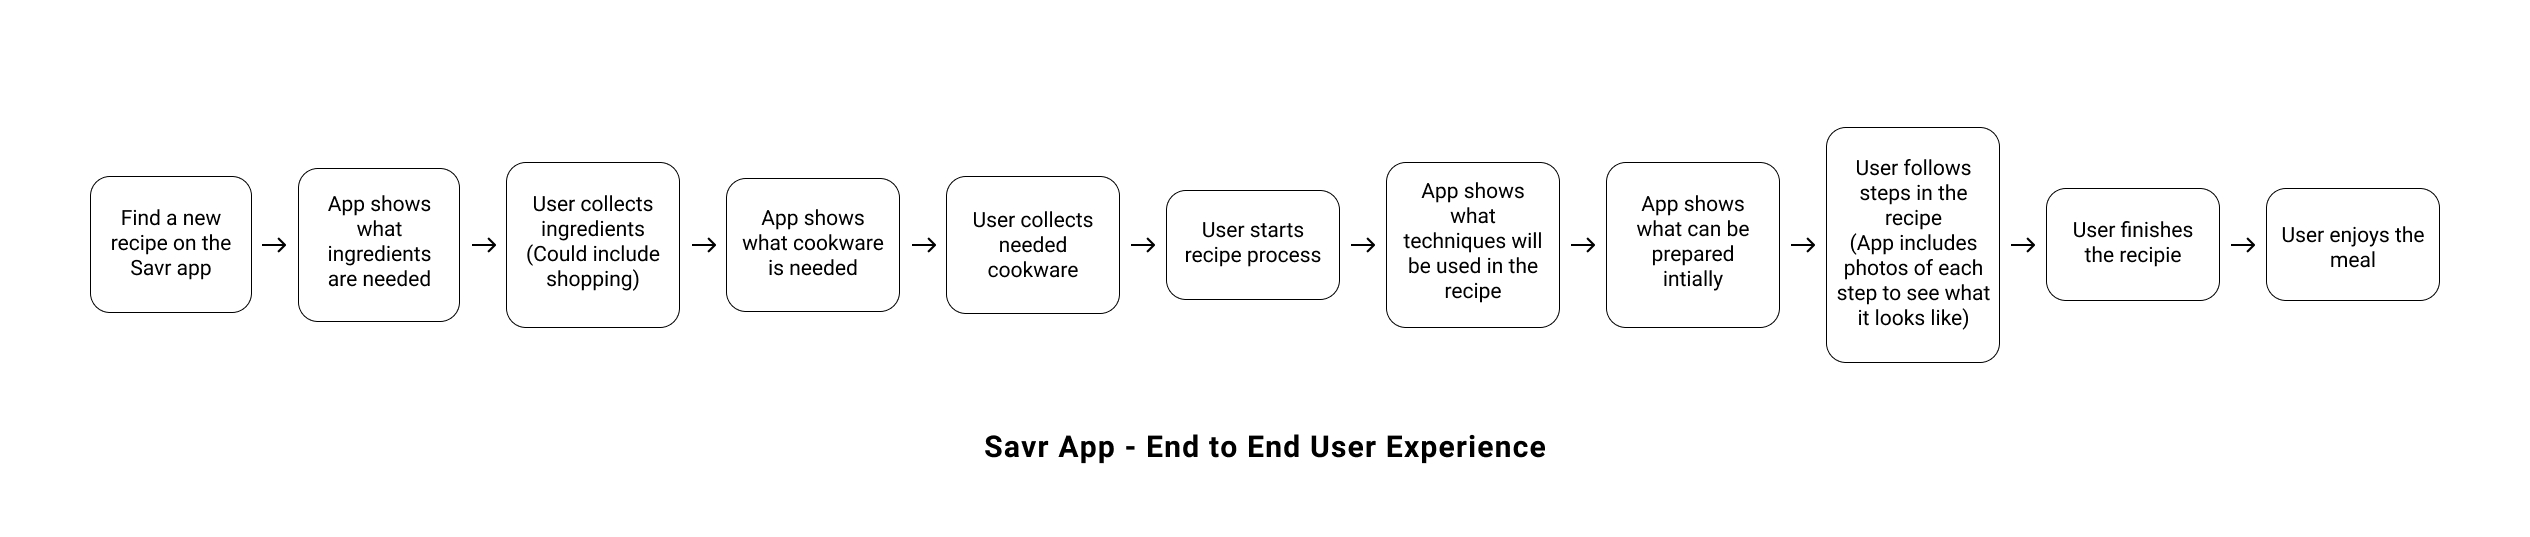 Find a new
recipe on the
Savr app
App shows
what
ingredients
are needed
User collects
ingredients
(Could include
shopping)
App shows
what cookware
is needed
User collects
needed
cookware
User starts
recipe process
App shows
what
techniques will
be used in the
recipe
App shows
what can be
prepared
intially
User follows
steps in the
recipe
(App includes
photos of each
step to see what
it looks like)
User finishes
the recipie
User enjoys the
meal
Savr App - End to End User Experience